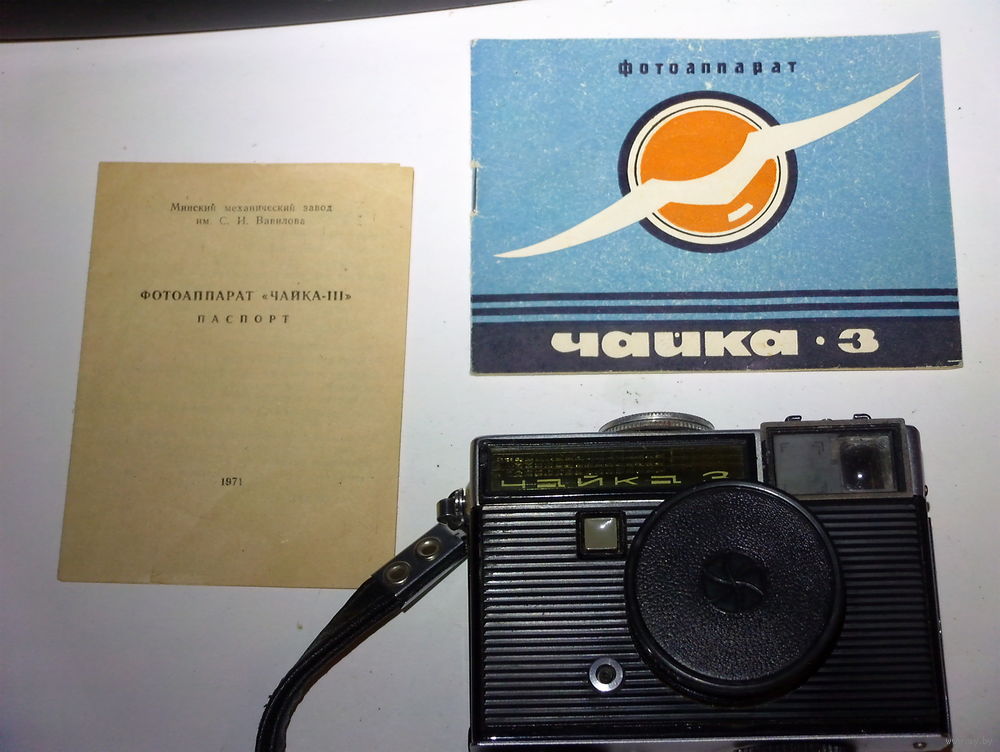 Минский механический завод
им. С. И. Вавилова
ФОТОАППАРАТ «ЧАЙКА-III»
ПАСПОРТ
1971
фотоаппарат
чайка · 3
чайка 3